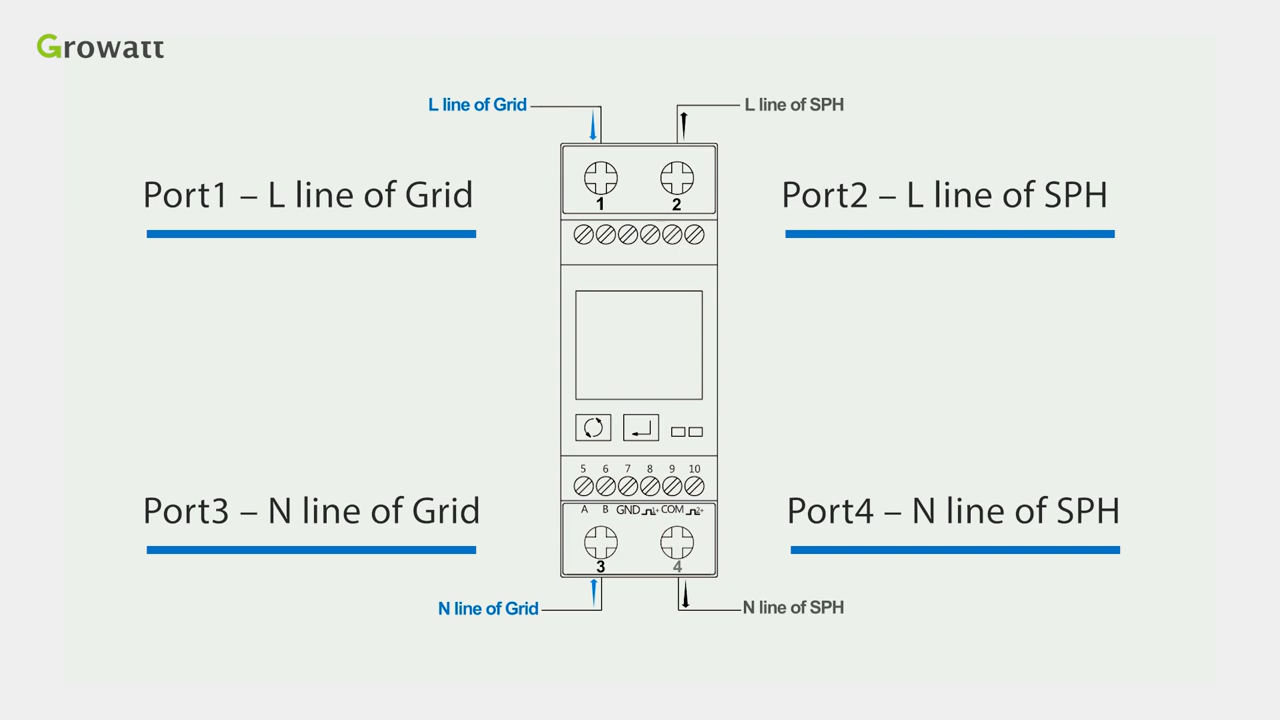 Growatt
L line of Grid
L line of SPH
Port1 – L line of Grid
Port2 – L line of SPH
1 2
5 6 7 8 9 10
A B GND 1+ COM 2+
Port3 – N line of Grid
Port4 – N line of SPH
3 4
N line of Grid
N line of SPH